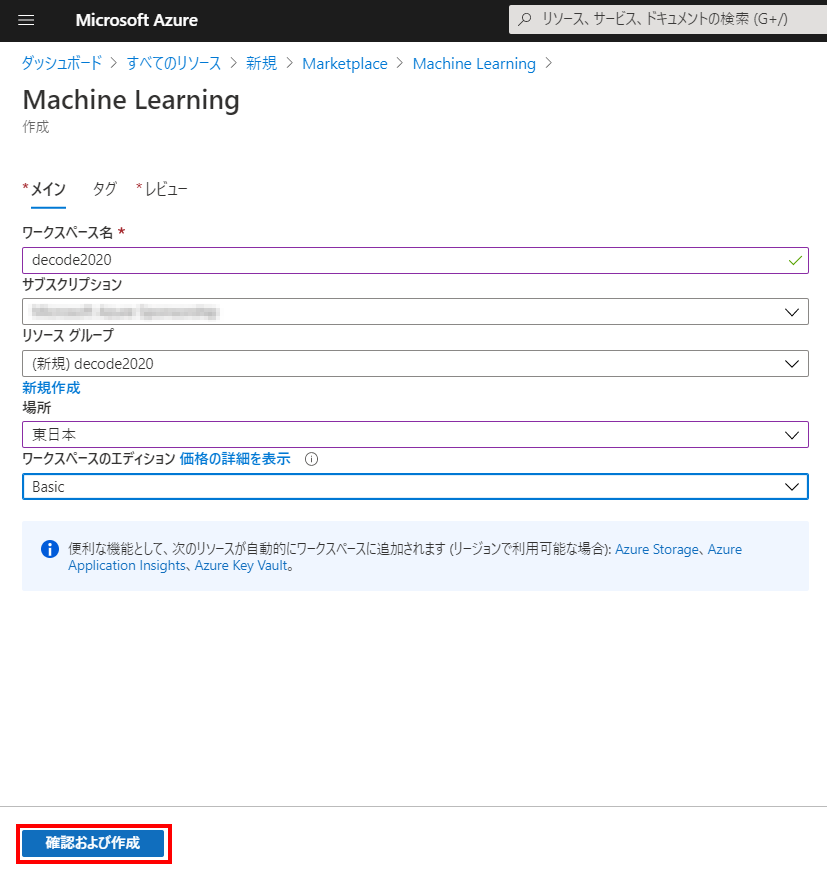 Microsoft Azure
リソース、サービス、ドキュメントの検索 (G+/)
ダッシュボード > すべてのリソース > 新規 > Marketplace > Machine Learning >
Machine Learning
作成
*メイン タグ *レビュー
ワークスペース名 *
decode2020
サブスクリプション
リソース グループ
(新規) decode2020
新規作成
場所
東日本
ワークスペースのエディション 価格の詳細を表示
Basic
便利な機能として、次のリソースが自動的にワークスペースに追加されます (リージョンで利用可能な場合): Azure Storage、Azure
Application Insights、Azure Key Vault。
確認および作成